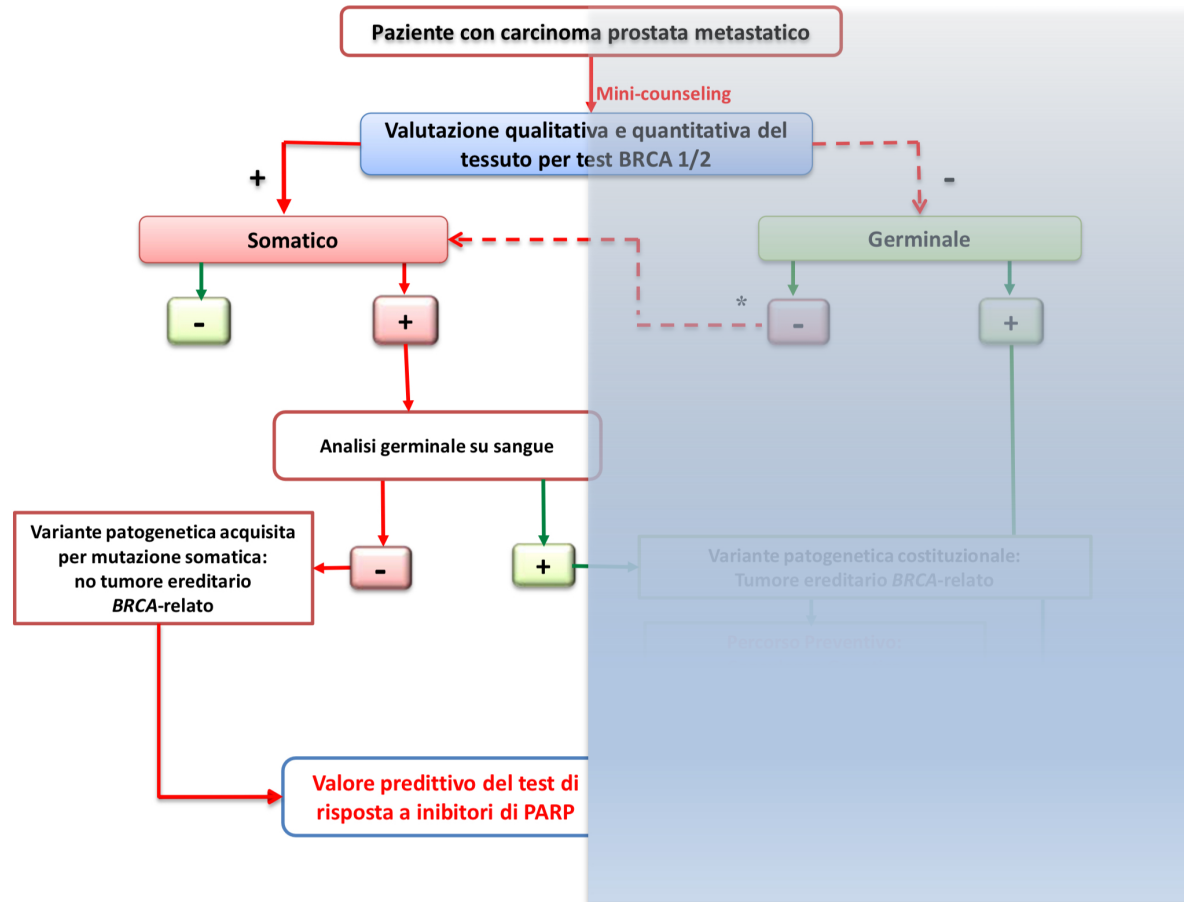 Paziente con carcinoma prostata metastatico
Mini-counseling
Valutazione qualitativa e quantitativa del
tessuto per test BRCA 1/2
+
-
Somatico
Germinale
-
+
*
-
+
Analisi germinale su sangue
Variante patogenetica acquisita
per mutazione somatica:
no tumore ereditario
BRCA-relato
-
+
Variante patogenetica costituzionale:
Tumore ereditario BRCA-relato
Percorso Preventivo:
Valore predittivo del test di
risposta a inibitori di PARP